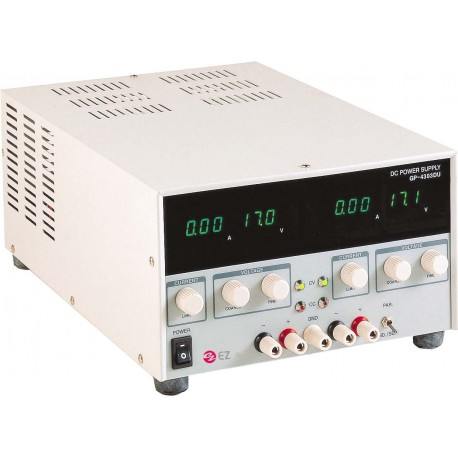 DC POWER SUPPLY
GP-4303DU
0.00 A 17.0 V
0.00 A 17.1 V
CURRENT
VOLTAGE
CURRENT
VOLTAGE
COARSE
FINE
CV
CC
FINE
POWER
EZ
− + GND − +
PAR.